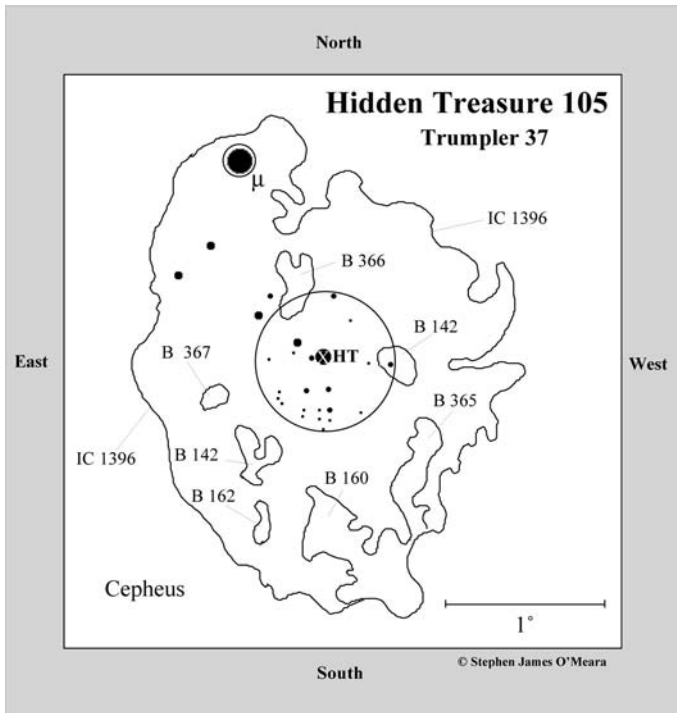 North
Hidden Treasure 105
Trumpler 37
μ
IC 1396
B 366
B 142
HT
East
West
B 367
B 365
IC 1396
B 142
B 160
B 162
Cepheus
1°
© Stephen James O’Meara
South